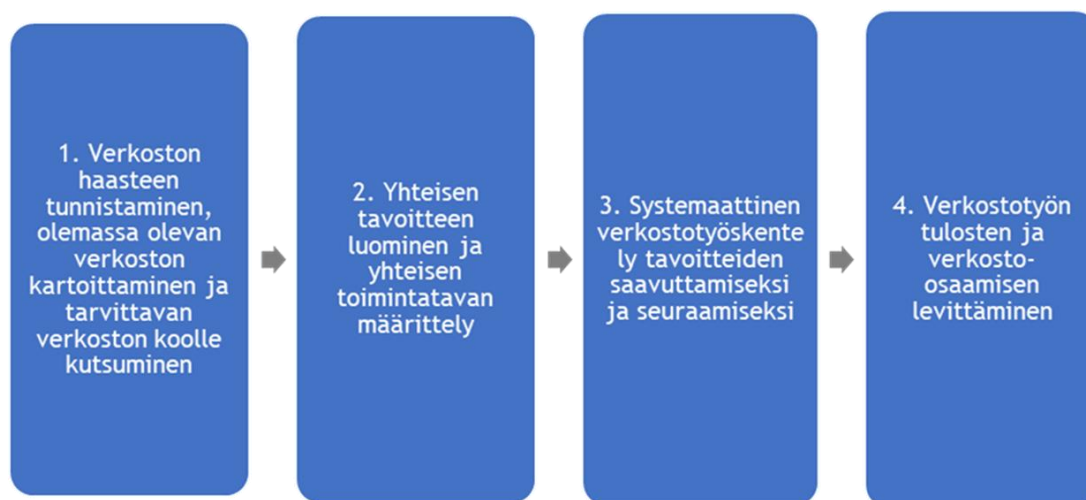 1. Verkoston
haasteen
tunnistaminen,
olemassa olevan
verkoston
kartoittaminen ja
tarvittavan
verkoston koolle
kutsuminen
2. Yhteisen
tavoitteen
luominen ja
yhteisen
toimintatavan
määrittely
3. Systemaattinen
verkostotyöskente
ly tavoitteiden
saavuttamiseksi
ja seuraamiseksi
4. Verkostotyön
tulosten ja
verkosto-
osaamisen
levittäminen